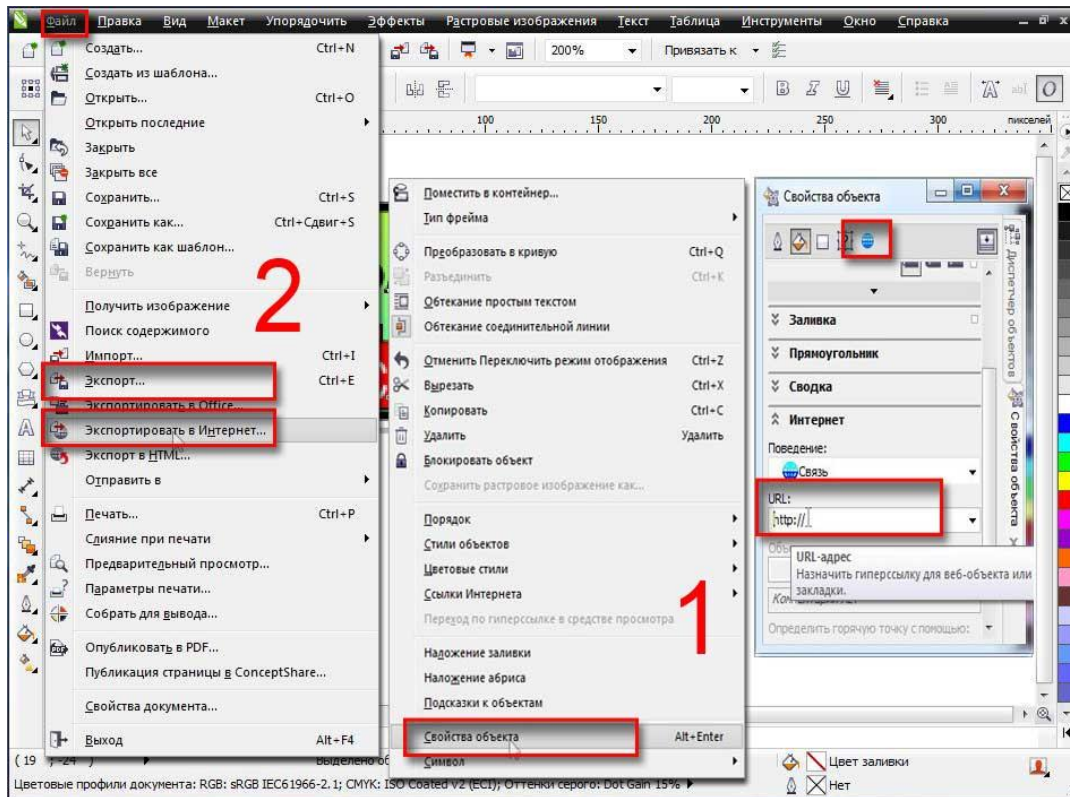 Файл Правка Вид Макет Упорядочить Эффекты Растровые изображения Текст Таблица Инструменты Окно Справка
200% Привязать к
100 150 200 250 300 пикселей
Создать... Ctrl+N
Создать из шаблона...
Открыть... Ctrl+O
Открыть последние
Закрыть
Закрыть все
Сохранить... Ctrl+S
Сохранить как... Ctrl+Сдвиг+S
Сохранить как шаблон...
Вернуть
2
Получить изображение
Поиск содержимого
Импорт... Ctrl+I
Экспорт... Ctrl+E
Экспортировать в Office...
Экспортировать в Интернет...
Экспорт в HTML...
Отправить в
Печать... Ctrl+P
Слияние при печати
Предварительный просмотр...
Параметры печати...
Собрать для вывода...
Опубликовать в PDF...
Публикация страницы в ConceptShare...
Свойства документа...
Выход Alt+F4
Поместить в контейнер...
Тип фрейма
Преобразовать в кривую Ctrl+Q
Разъединить Ctrl+K
Обтекание простым текстом
Обтекание соединительной линии
Отменить Переключить режим отображения Ctrl+Z
Вырезать Ctrl+X
Копировать Ctrl+C
Удалить Удалить
Блокировать объект
Сохранить растровое изображение как...
Порядок
Стили объектов
Цветовые стили
Ссылки Интернета
Переход по гиперссылке в средстве просмотра
1
Наложение заливки
Наложение абриса
Подсказки к объектам
Свойства объекта Alt+Enter
Символ
Свойства объекта
Заливка
Прямоугольник
Сводка
Интернет
Поведение:
Связь
URL:
http://
URL-адрес
Назначить гиперссылку для веб-объекта или
закладки.
Определить горячую точку с помощью:
Диспетчер объектов
Свойства объекта
( 19 ; -24 ) Выделено
Цвет заливки
Цветовые профили документа: RGB: sRGB IEC61966-2.1; CMYK: ISO Coated v2 (ECI); Оттенки серого: Dot Gain 15%
Нет